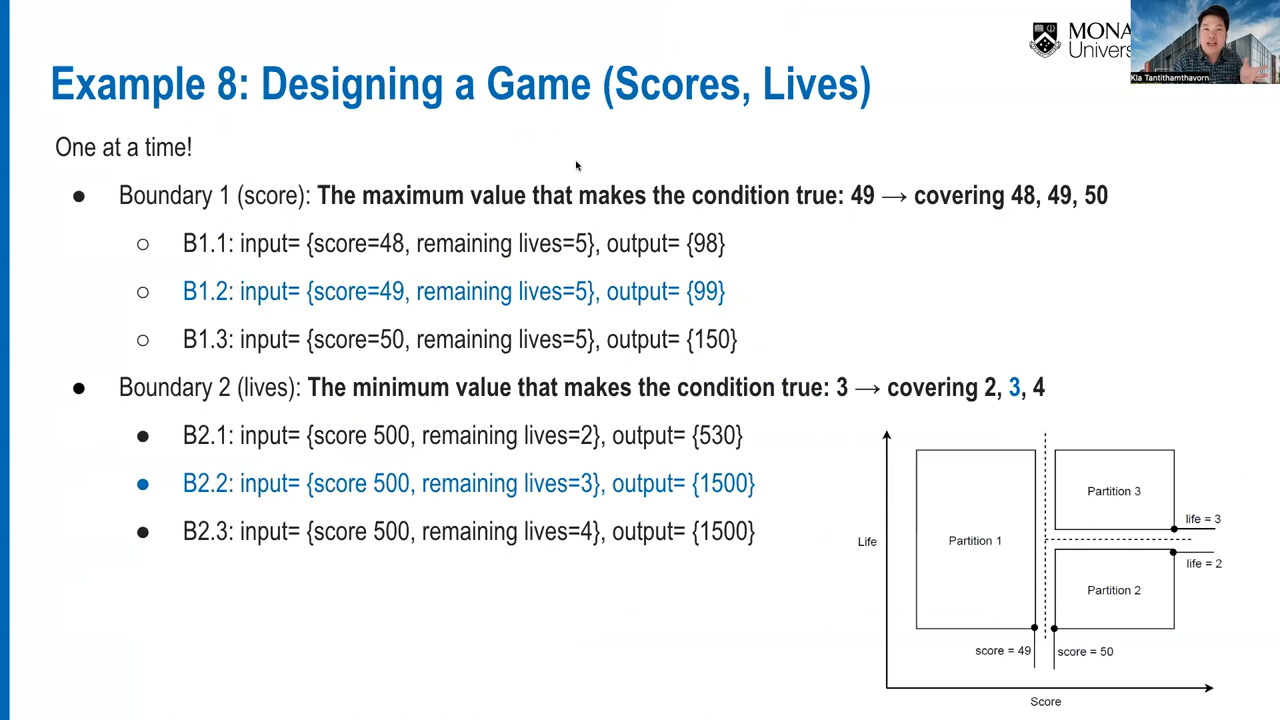 MONA
Univers
Kla Tantithamthavorn
Example 8: Designing a Game (Scores, Lives)
One at a time!
● Boundary 1 (score): The maximum value that makes the condition true: 49 → covering 48, 49, 50
○ B1.1: input= {score=48, remaining lives=5}, output= {98}
○ B1.2: input= {score=49, remaining lives=5}, output= {99}
○ B1.3: input= {score=50, remaining lives=5}, output= {150}
● Boundary 2 (lives): The minimum value that makes the condition true: 3 → covering 2, 3, 4
● B2.1: input= {score 500, remaining lives=2}, output= {530}
● B2.2: input= {score 500, remaining lives=3}, output= {1500}
● B2.3: input= {score 500, remaining lives=4}, output= {1500}
Partition 3
life = 3
Life
Partition 1
life = 2
Partition 2
score = 49
score = 50
Score